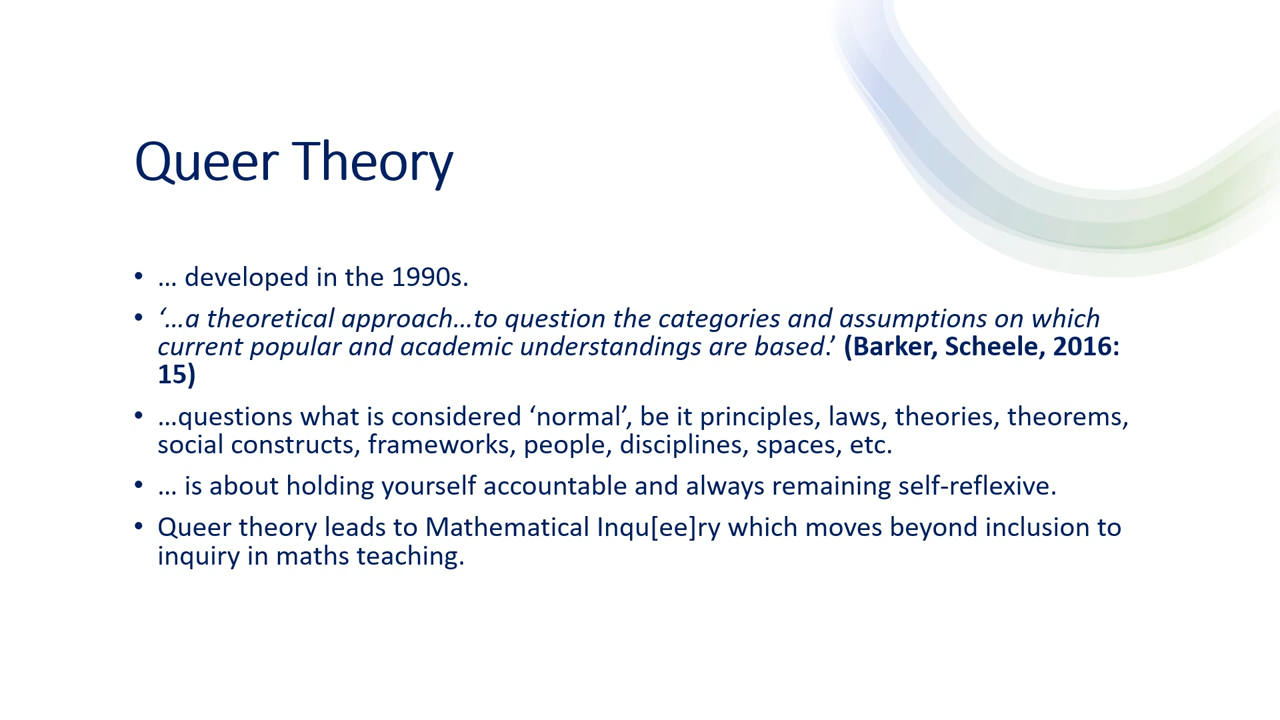 Queer Theory
• … developed in the 1990s.
• ‘…a theoretical approach…to question the categories and assumptions on which
current popular and academic understandings are based.’ (Barker, Scheele, 2016:
15)
• …questions what is considered ‘normal’, be it principles, laws, theories, theorems,
social constructs, frameworks, people, disciplines, spaces, etc.
• … is about holding yourself accountable and always remaining self-reflexive.
• Queer theory leads to Mathematical Inqu[ee]ry which moves beyond inclusion to
inquiry in maths teaching.